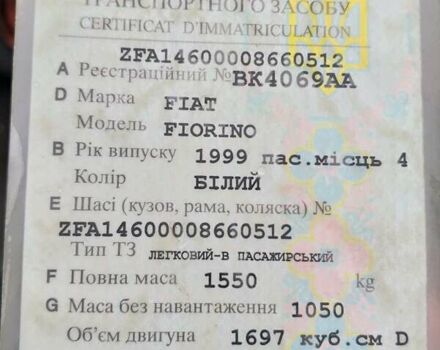 ТРАНСПОРТНОГО ЗАСОБУ
CERTIFICAT D'IMMATRICULATION
ZFA14600008660512
A Реєстраційний № BK4069AA
D Марка FIAT
Модель FIORINO
B Рік випуску 1999 пас.місць 4
Колір БІЛИЙ
E Шасі (кузов, рама, коляска) №
ZFA14600008660512
Тип ТЗ ЛЕГКОВИЙ-В ПАСАЖИРСЬКИЙ
F Повна маса 1550 kg
G Маса без навантаження 1050
Об'єм двигуна 1697 куб.см D